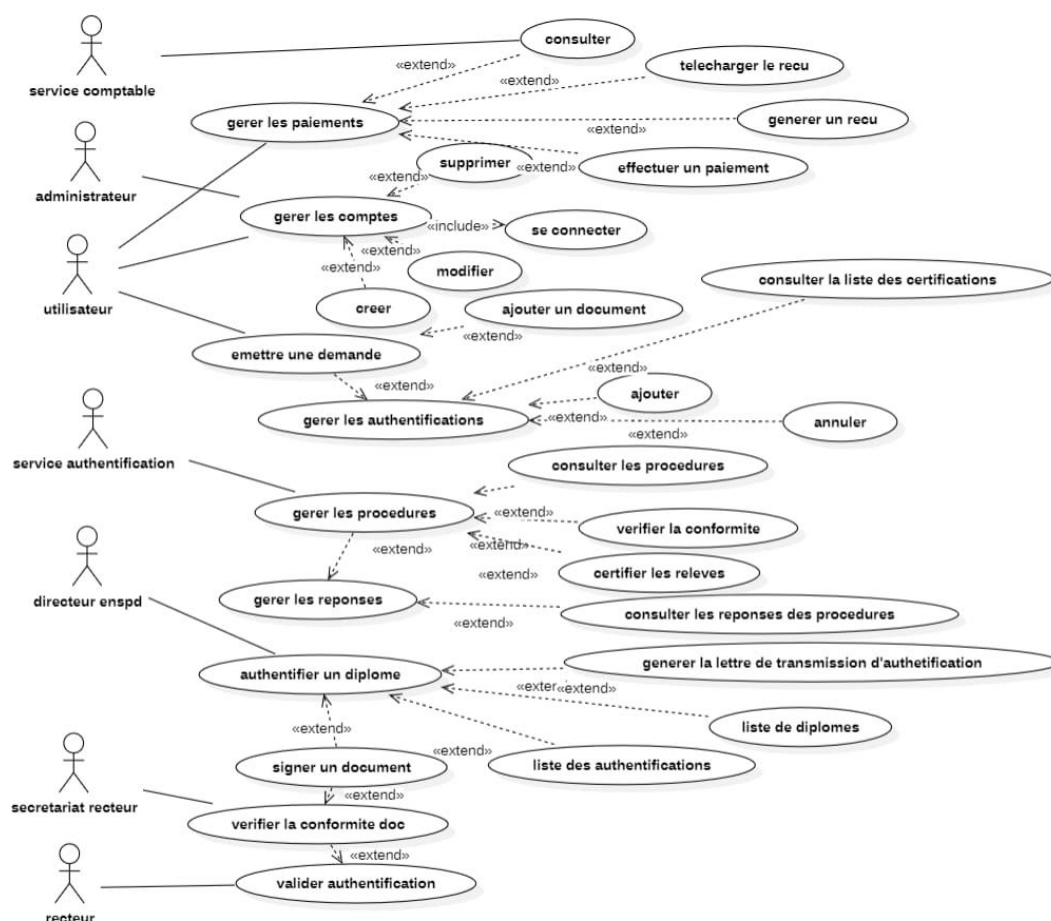 consulter
service comptable
«extend»
telecharger le recu
«extend»
gerer les paiements
generer un recu
«extend»
supprimer
«extend»
effectuer un paiement
administrateur
«extend»
gerer les comptes
«include»
se connecter
«extend»
modifier
«extend»
consulter la liste des certifications
utilisateur
creer
ajouter un document
«extend»
emettre une demande
«extend»
«extend»
ajouter
gerer les authentifications
«extend»
annuler
«extend»
service authentification
consulter les procedures
gerer les procedures
«extend»
verifier la conformite
«extend»
«extend»
certifier les releves
«extend»
directeur enspd
gerer les reponses
consulter les reponses des procedures
«extend»
generer la lettre de transmission d'authetification
authentifier un diplome
«extend»
liste de diplomes
«extend»
«extend»
signer un document
liste des authentifications
«extend»
secretariat recteur
verifier la conformite doc
«extend»
valider authentification
recteur